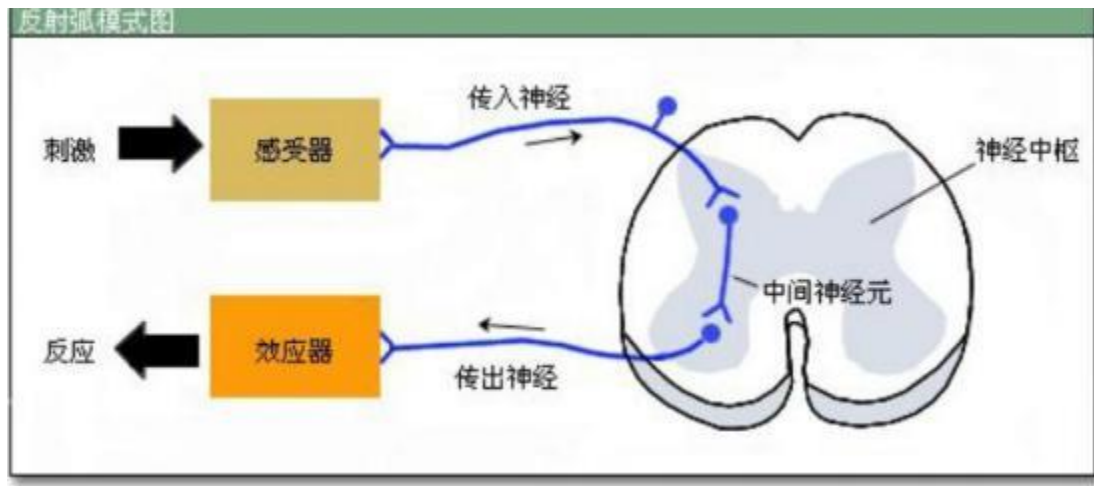 反射弧模式图
传入神经
刺激
感受器
神经中枢
中间神经元
反应
效应器
传出神经